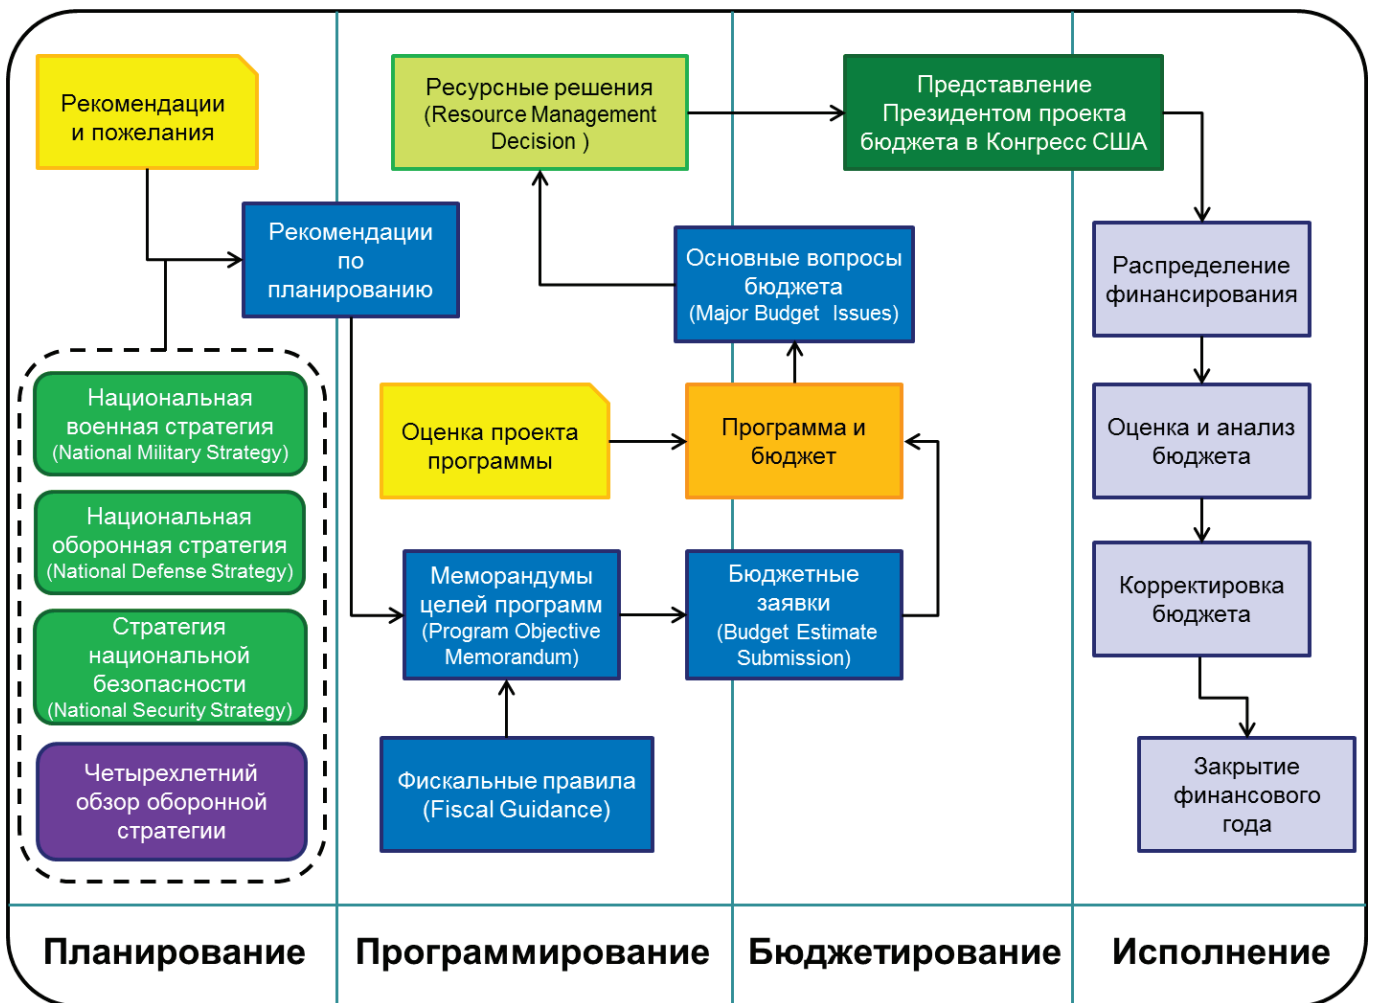 Рекомендации
и пожелания
Рекомендации
по
планированию
Национальная
военная стратегия
(National Military Strategy)
Национальная
оборонная стратегия
(National Defense Strategy)
Стратегия
национальной
безопасности
(National Security Strategy)
Четырехлетний
обзор оборонной
стратегии
Ресурсные решения
(Resource Management
Decision )
Оценка проекта
программы
Меморандумы
целей программ
(Program Objective
Memorandum)
Фискальные правила
(Fiscal Guidance)
Основные вопросы
бюджета
(Major Budget Issues)
Программа и
бюджет
Бюджетные
заявки
(Budget Estimate
Submission)
Представление
Президентом проекта
бюджета в Конгресс США
Распределение
финансирования
Оценка и анализ
бюджета
Корректировка
бюджета
Закрытие
финансового
года
Планирование
Программирование
Бюджетирование
Исполнение